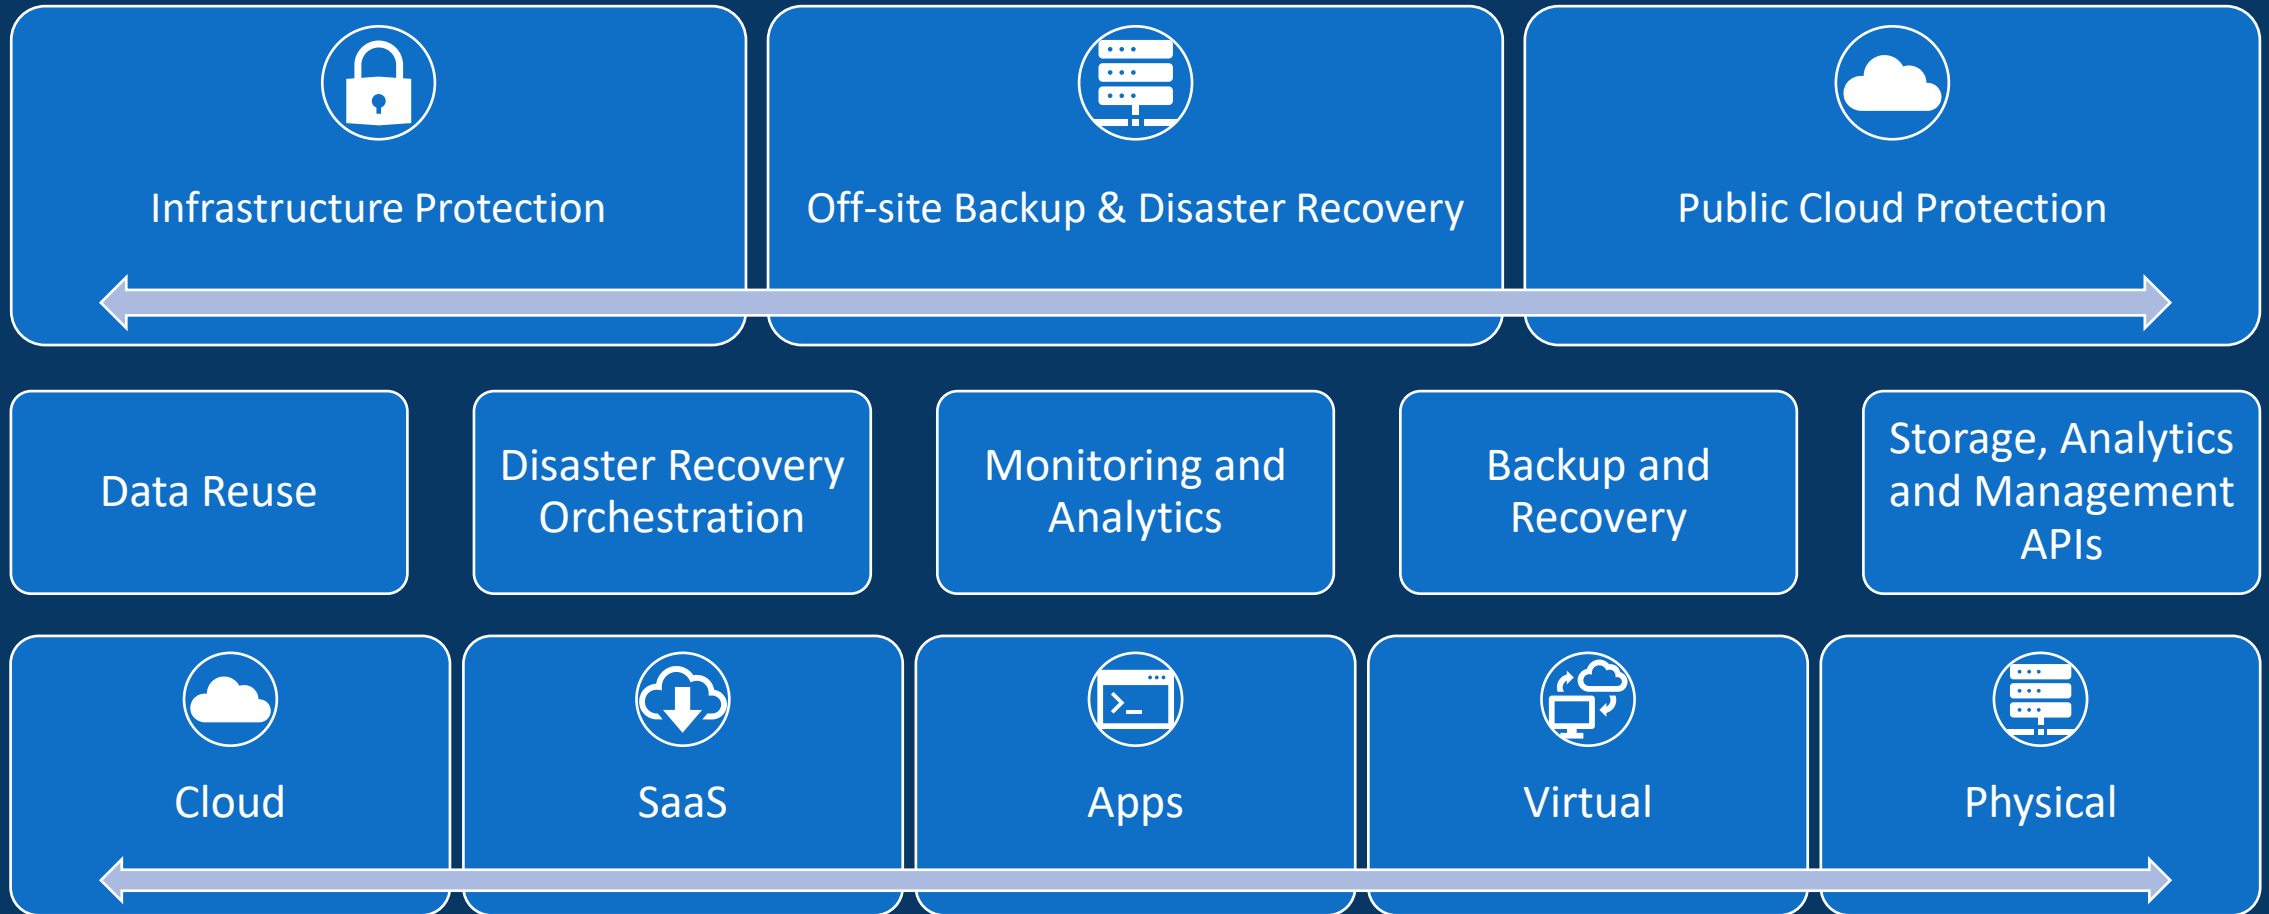 Infrastructure Protection
Off-site Backup & Disaster Recovery
Public Cloud Protection
Data Reuse
Disaster Recovery
Orchestration
Monitoring and
Analytics
Backup and
Recovery
Storage, Analytics
and Management
APIs
Cloud
SaaS
Apps
Virtual
Physical